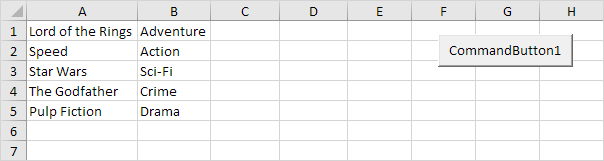 A B C D E F G H
1 Lord of the Rings Adventure
2 Speed Action
CommandButton1
3 Star Wars Sci-Fi
4 The Godfather Crime
5 Pulp Fiction Drama
6
7